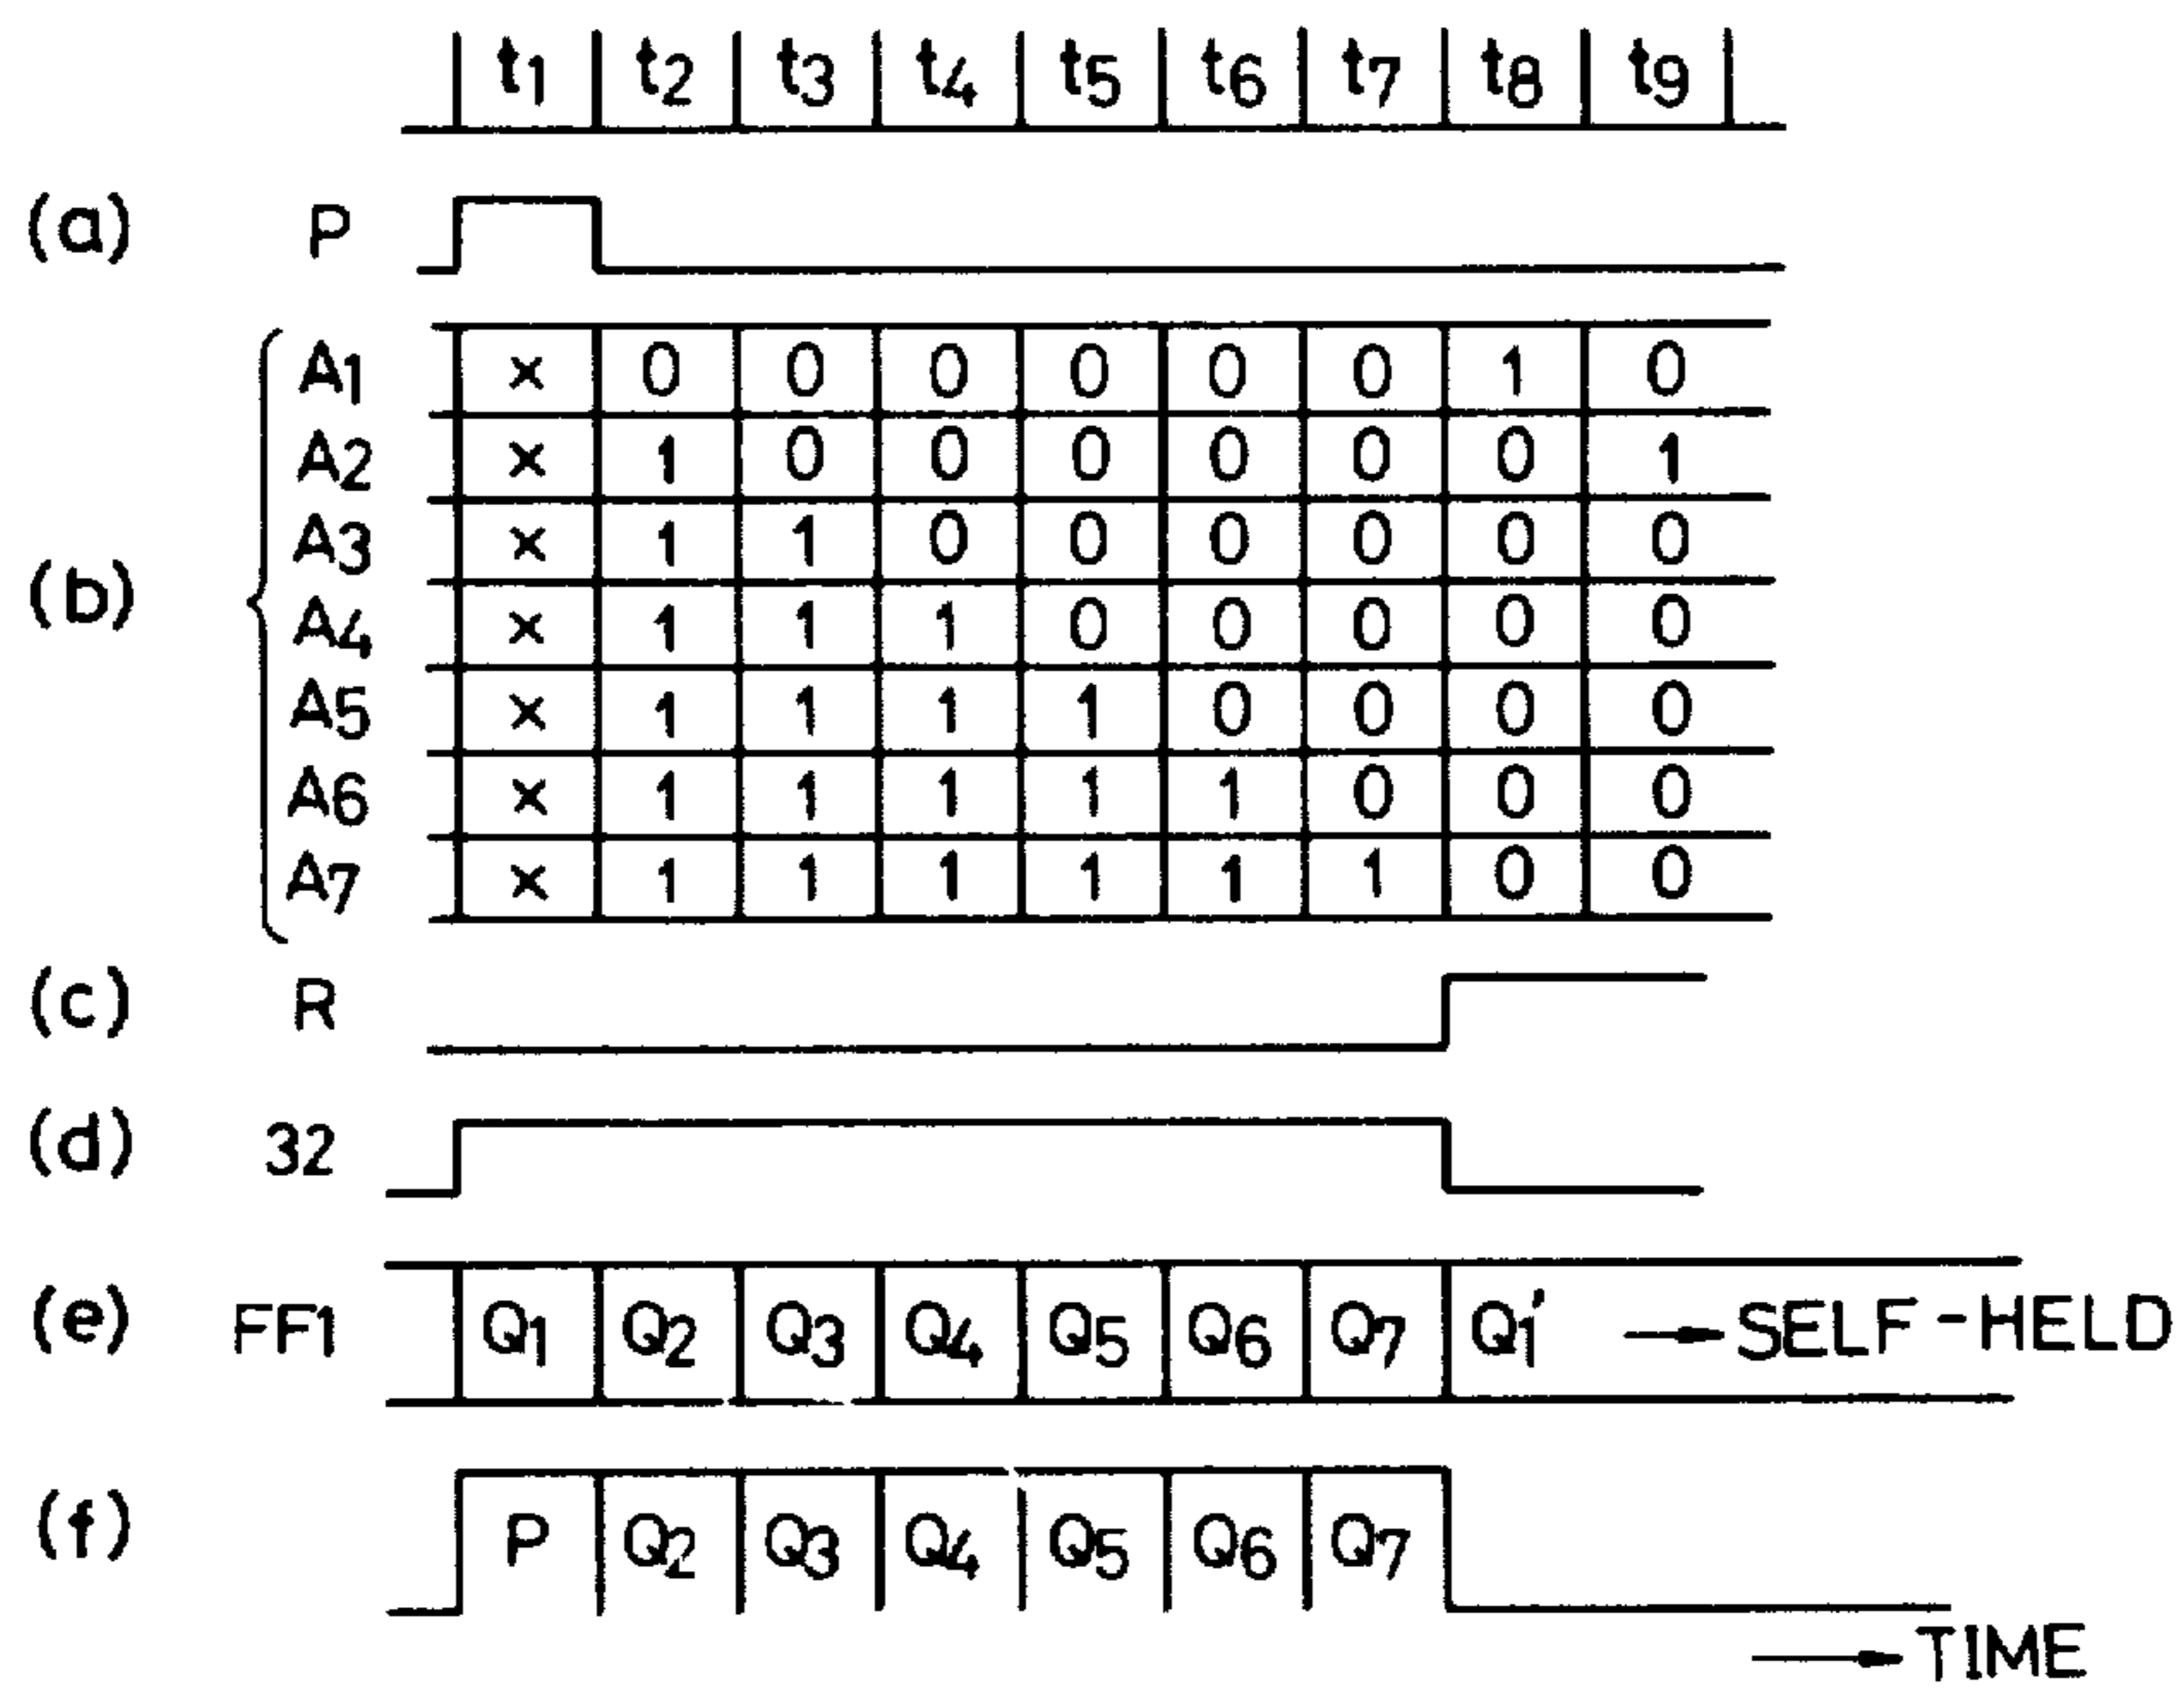 t1 t2 t3 t4 t5 t6 t7 t8 t9
(a) P
A1 × 0 0 0 0 0 0 1 0
A2 × 1 0 0 0 0 0 0 1
A3 × 1 1 0 0 0 0 0 0
(b) A4 × 1 1 1 0 0 0 0 0
A5 × 1 1 1 1 0 0 0 0
A6 × 1 1 1 1 1 0 0 0
A7 × 1 1 1 1 1 1 0 0
(c) R
(d) 32
(e) FF1 Q1 Q2 Q3 Q4 Q5 Q6 Q7 Q1' → SELF-HELD
(f) P Q2 Q3 Q4 Q5 Q6 Q7
→ TIME